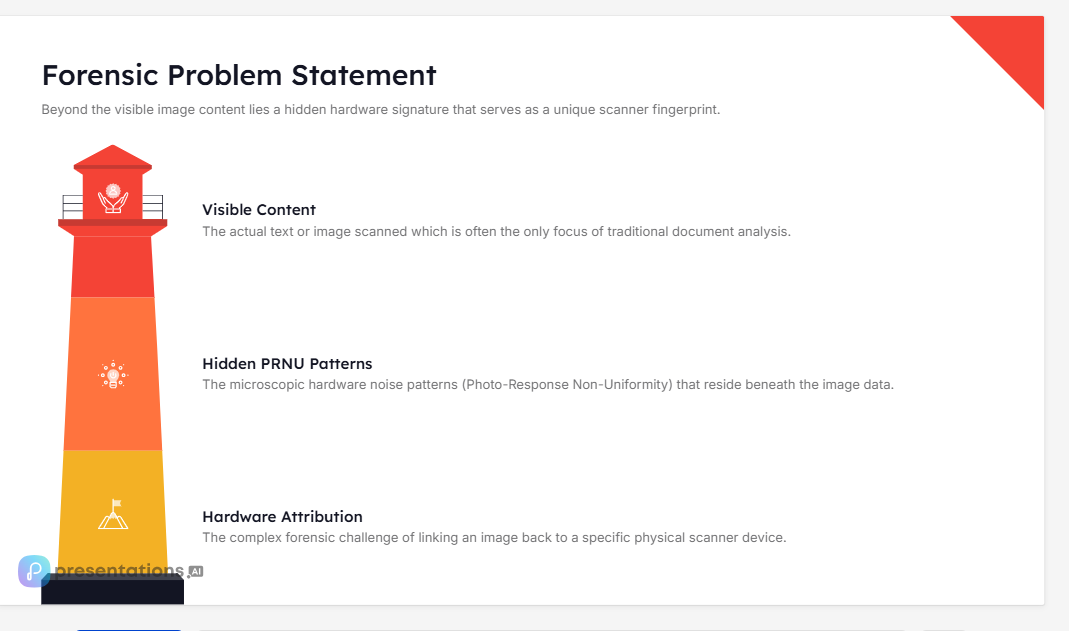 Forensic Problem Statement
Beyond the visible image content lies a hidden hardware signature that serves as a unique scanner fingerprint.
Visible Content
The actual text or image scanned which is often the only focus of traditional document analysis.
Hidden PRNU Patterns
The microscopic hardware noise patterns (Photo-Response Non-Uniformity) that reside beneath the image data.
Hardware Attribution
The complex forensic challenge of linking an image back to a specific physical scanner device.
presentations.AI